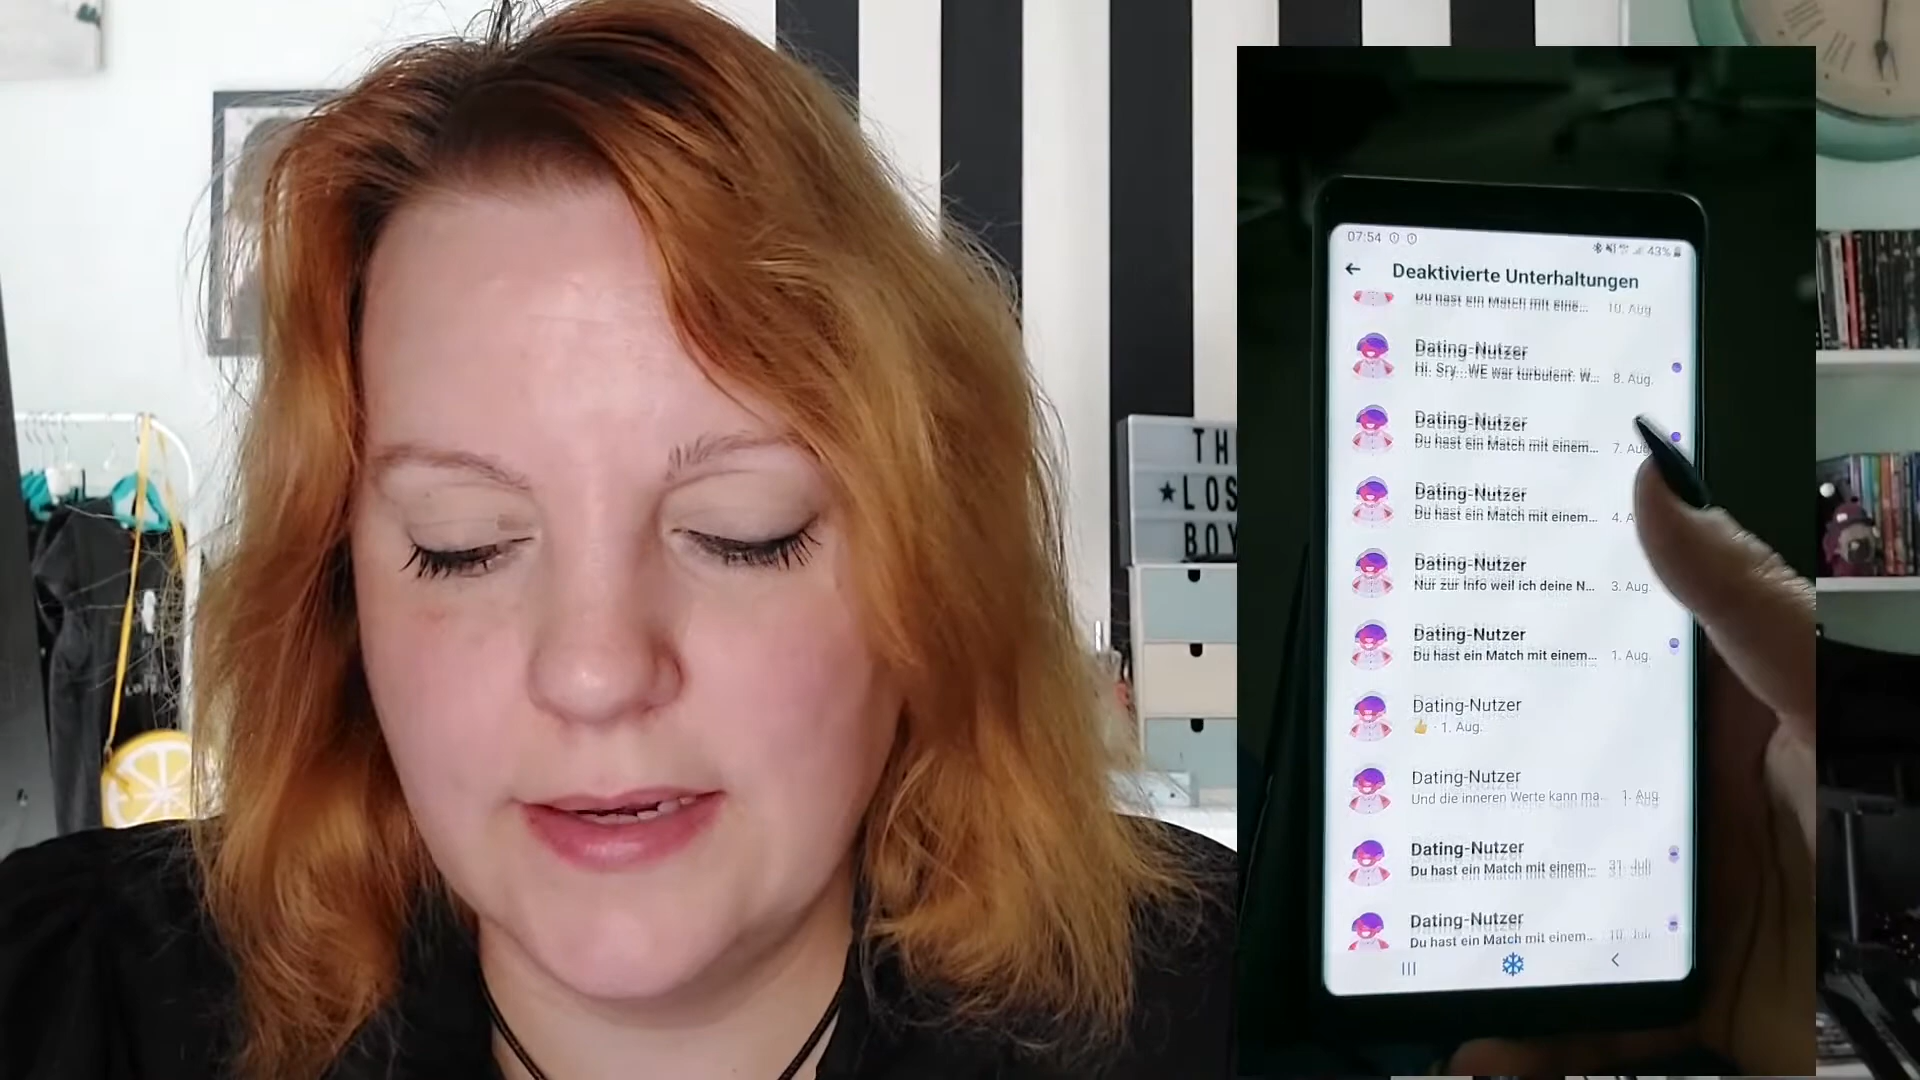 TH
★LOS
BOY
07:54
43%
Deaktivierte Unterhaltungen
Du hast ein Match mit eine... 10. Aug
Dating-Nutzer
Hi. Sry...WE war turbulent. W... 8. Aug.
Dating-Nutzer
Du hast ein Match mit einem... 7. Aug
Dating-Nutzer
Du hast ein Match mit einem... 4. A
Dating-Nutzer
Nur zur Info weil ich deine N... 3. Aug.
Dating-Nutzer
Du hast ein Match mit einem... 1. Aug.
Dating-Nutzer
👍 · 1. Aug.
Dating-Nutzer
Und die inneren Werte kann ma... 1. Aug
Dating-Nutzer
Du hast ein Match mit einem... 31. Juli
Dating-Nutzer
Du hast ein Match mit einem...